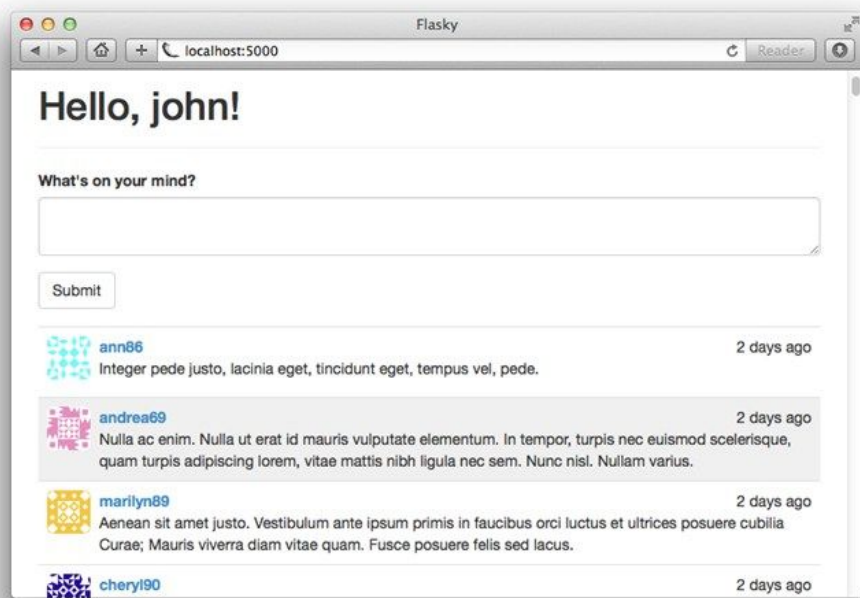 Flasky
localhost:5000
Reader
Hello, john!
What's on your mind?
Submit
ann86
2 days ago
Integer pede justo, lacinia eget, tincidunt eget, tempus vel, pede.
andrea69
2 days ago
Nulla ac enim. Nulla ut erat id mauris vulputate elementum. In tempor, turpis nec euismod scelerisque,
quam turpis adipiscing lorem, vitae mattis nibh ligula nec sem. Nunc nisl. Nullam varius.
marilyn89
2 days ago
Aenean sit amet justo. Vestibulum ante ipsum primis in faucibus orci luctus et ultrices posuere cubilia
Curae; Mauris viverra diam vitae quam. Fusce posuere felis sed lacus.
cheryl90
2 days ago